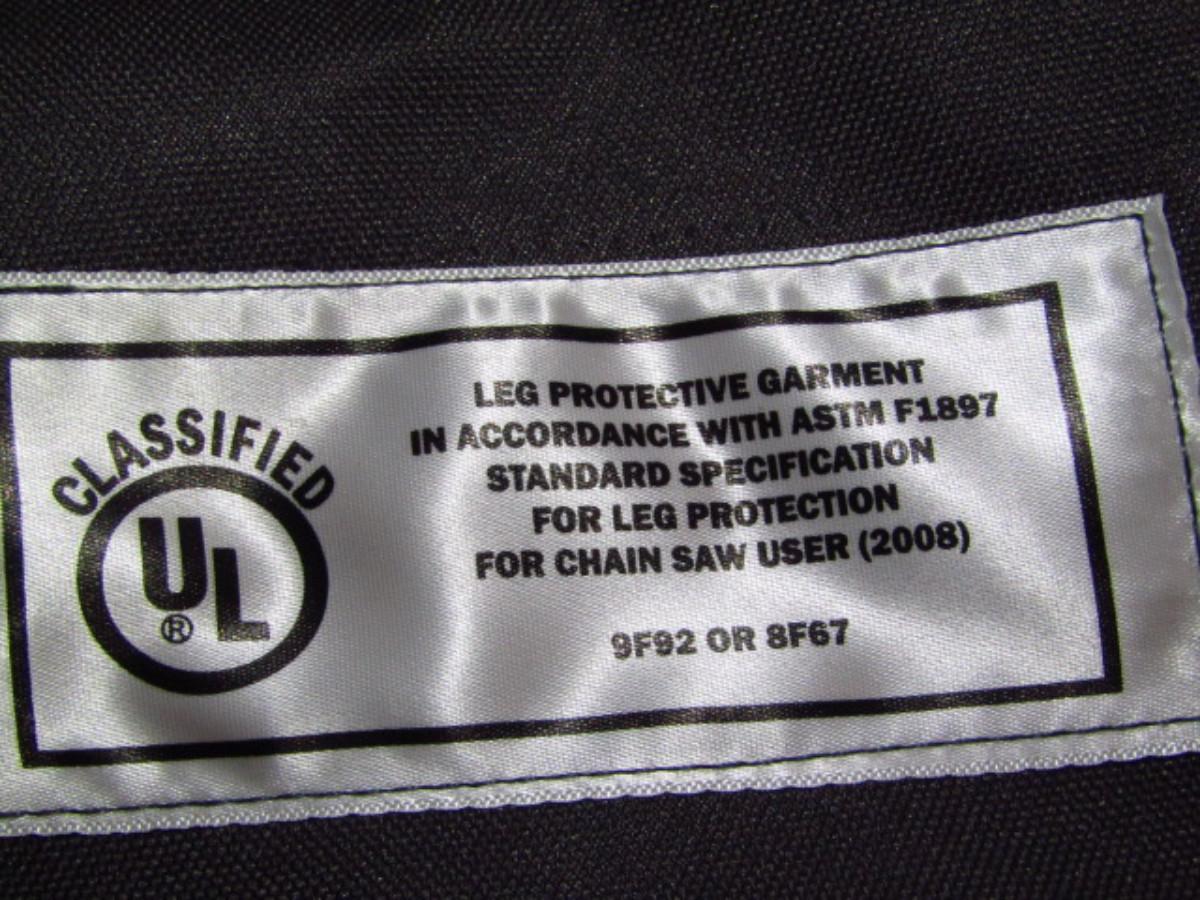 CLASSIFIED
UL
®
LEG PROTECTIVE GARMENT
IN ACCORDANCE WITH ASTM F1897
STANDARD SPECIFICATION
FOR LEG PROTECTION
FOR CHAIN SAW USER (2008)
9F92 OR 8F67